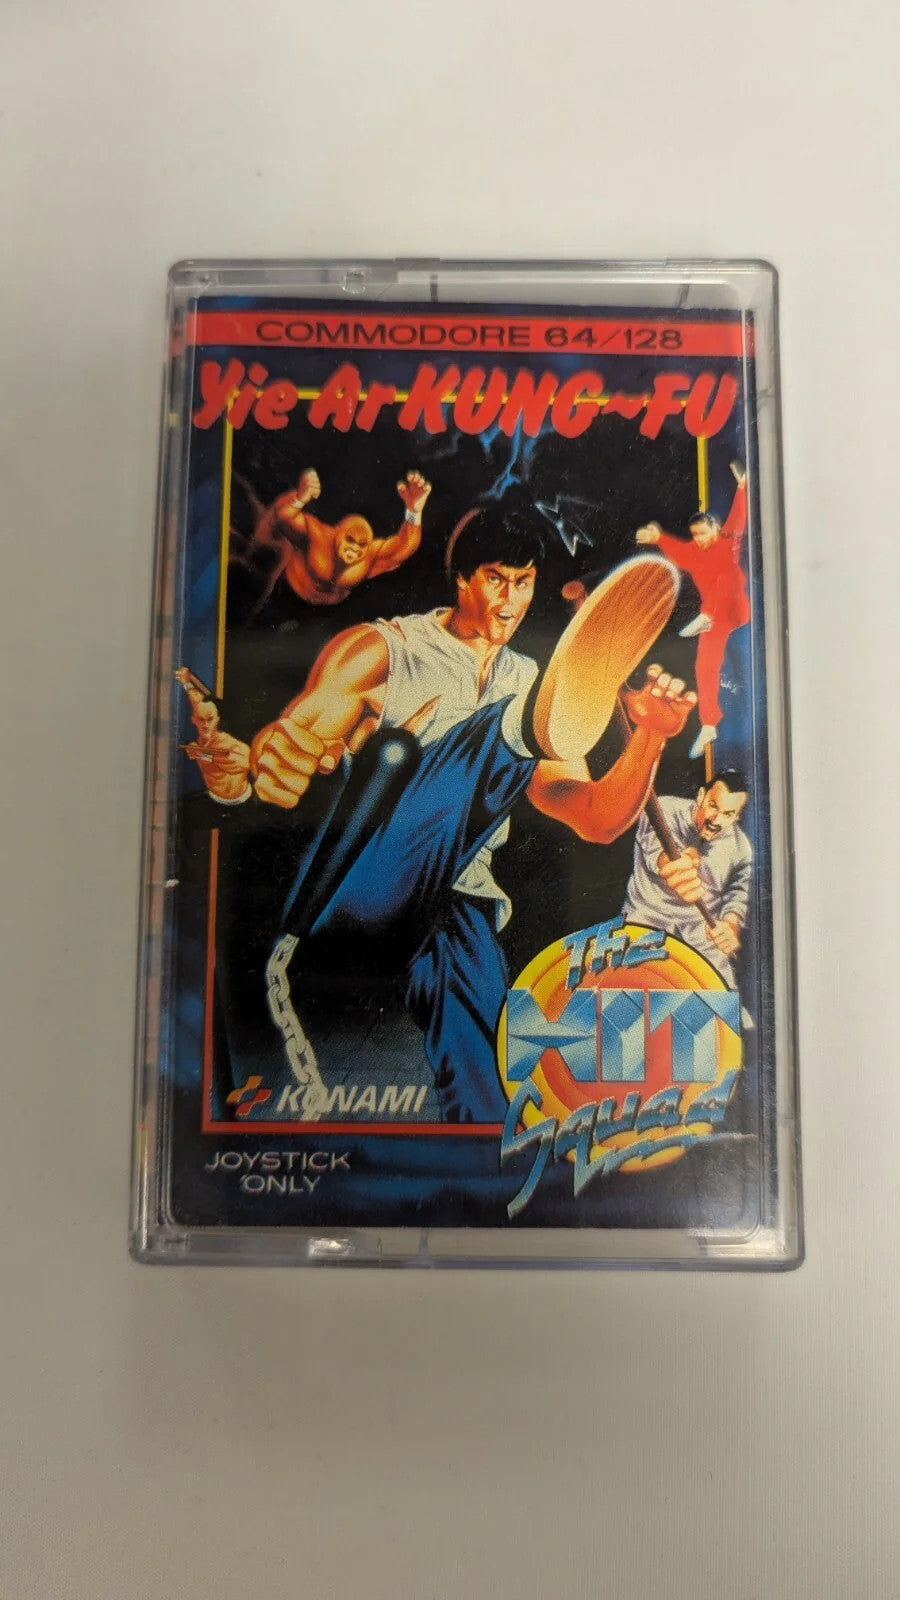 COMMODORE 64/128
Yie Ar KUNG~FU
The
HIT
Squad
KONAMI
JOYSTICK
ONLY